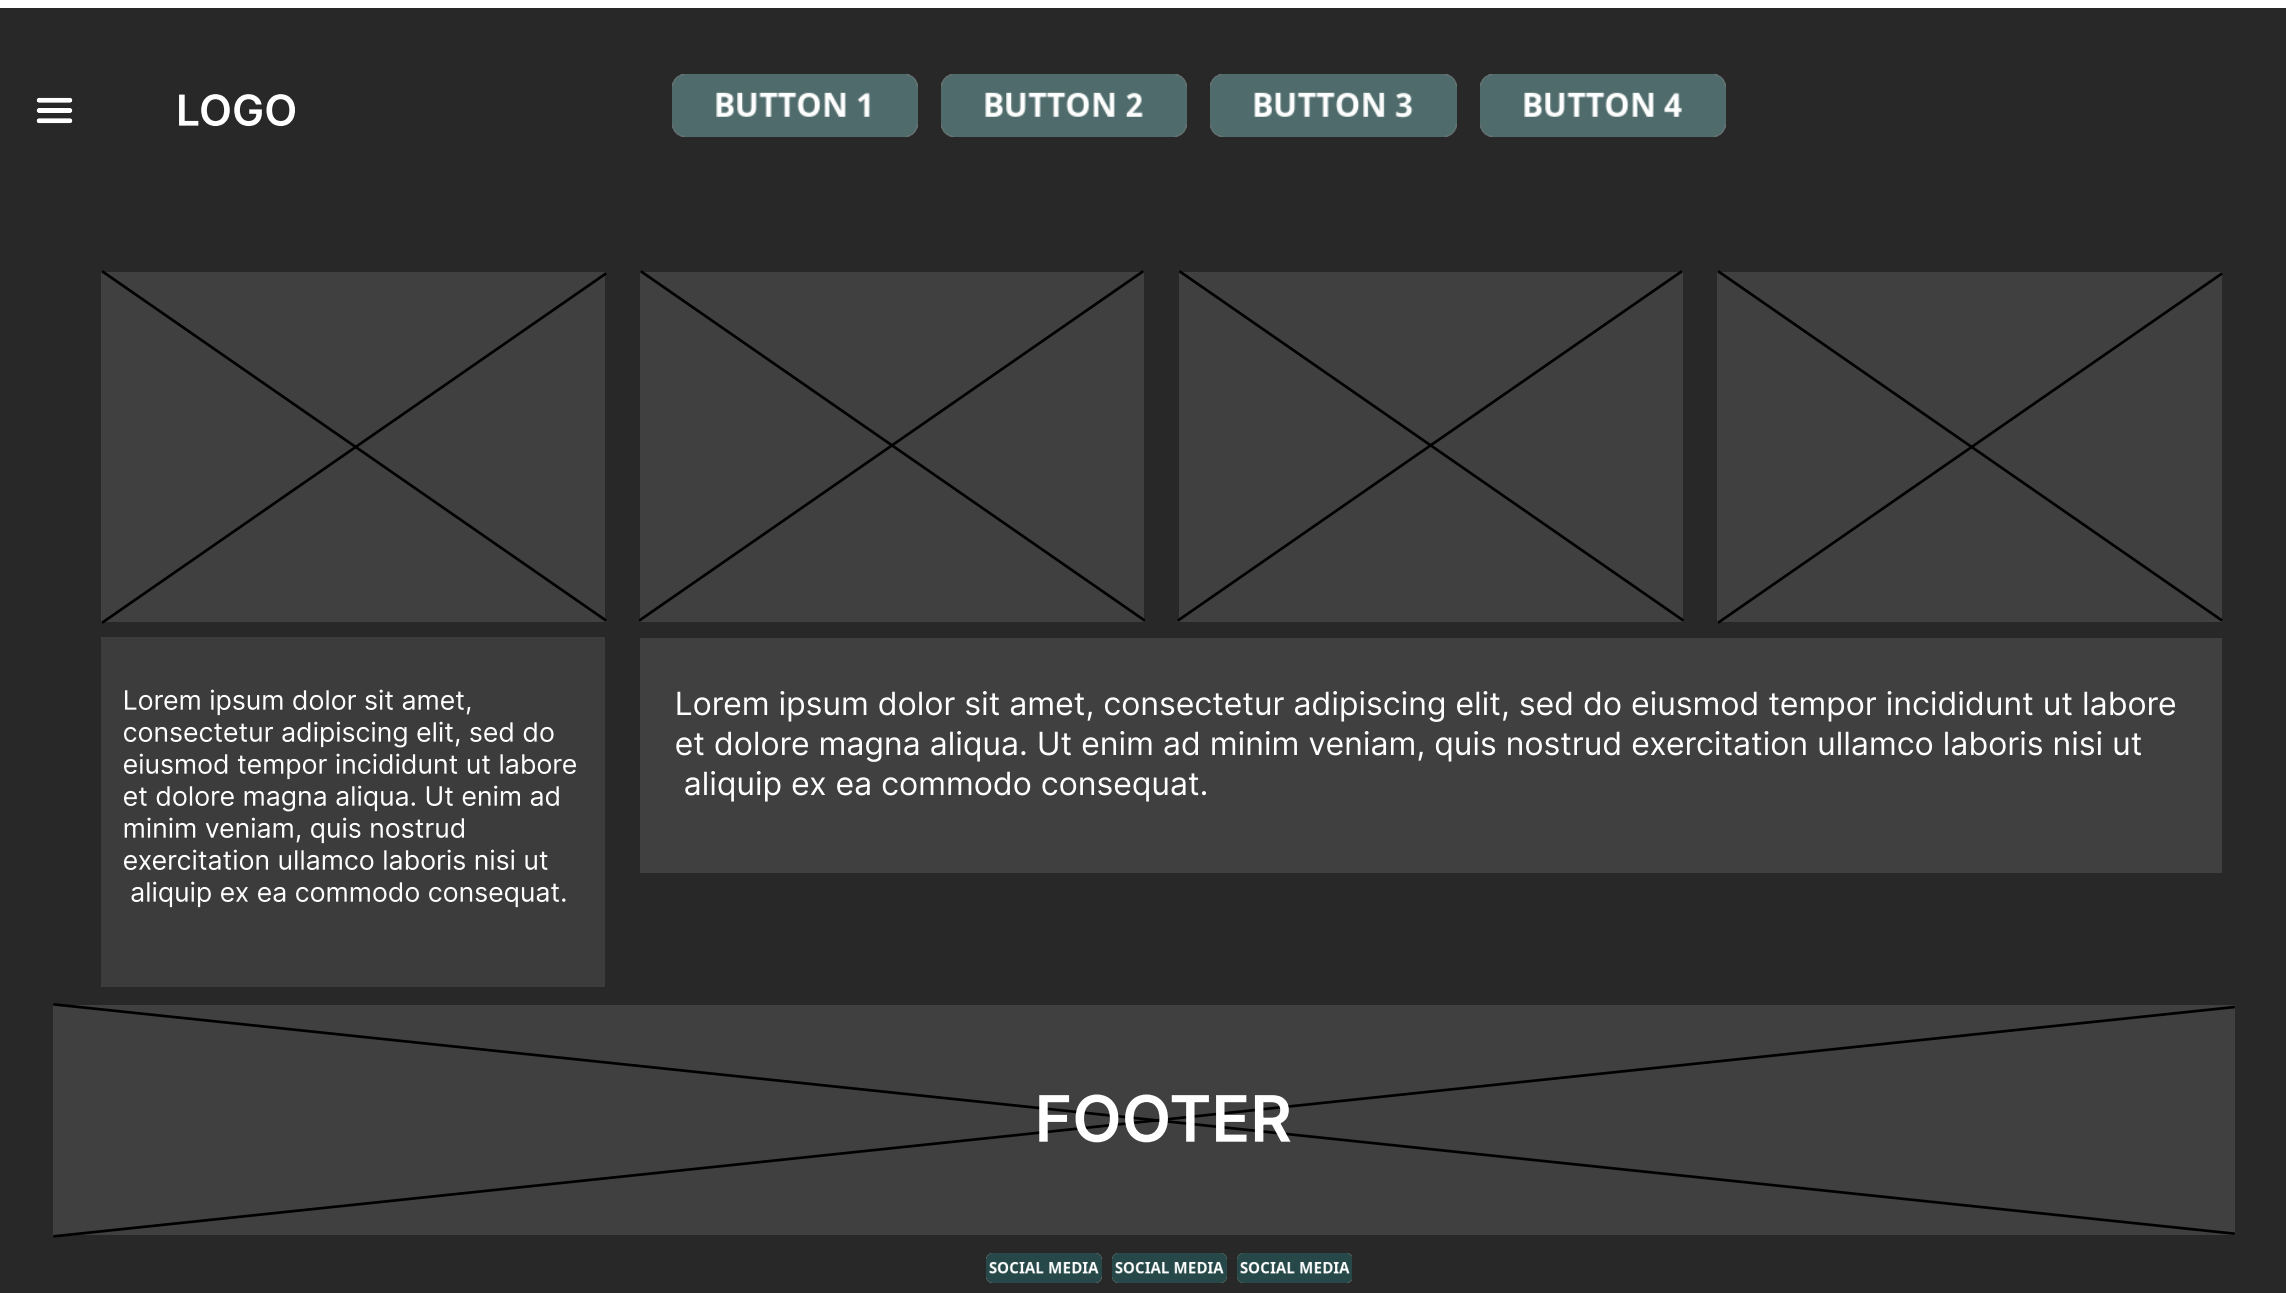 LOGO
BUTTON 1
BUTTON 2
BUTTON 3
BUTTON 4
Lorem ipsum dolor sit amet,
consectetur adipiscing elit, sed do
eiusmod tempor incididunt ut labore
et dolore magna aliqua. Ut enim ad
minim veniam, quis nostrud
exercitation ullamco laboris nisi ut
aliquip ex ea commodo consequat.
Lorem ipsum dolor sit amet, consectetur adipiscing elit, sed do eiusmod tempor incididunt ut labore
et dolore magna aliqua. Ut enim ad minim veniam, quis nostrud exercitation ullamco laboris nisi ut
aliquip ex ea commodo consequat.
FOOTER
SOCIAL MEDIA
SOCIAL MEDIA
SOCIAL MEDIA